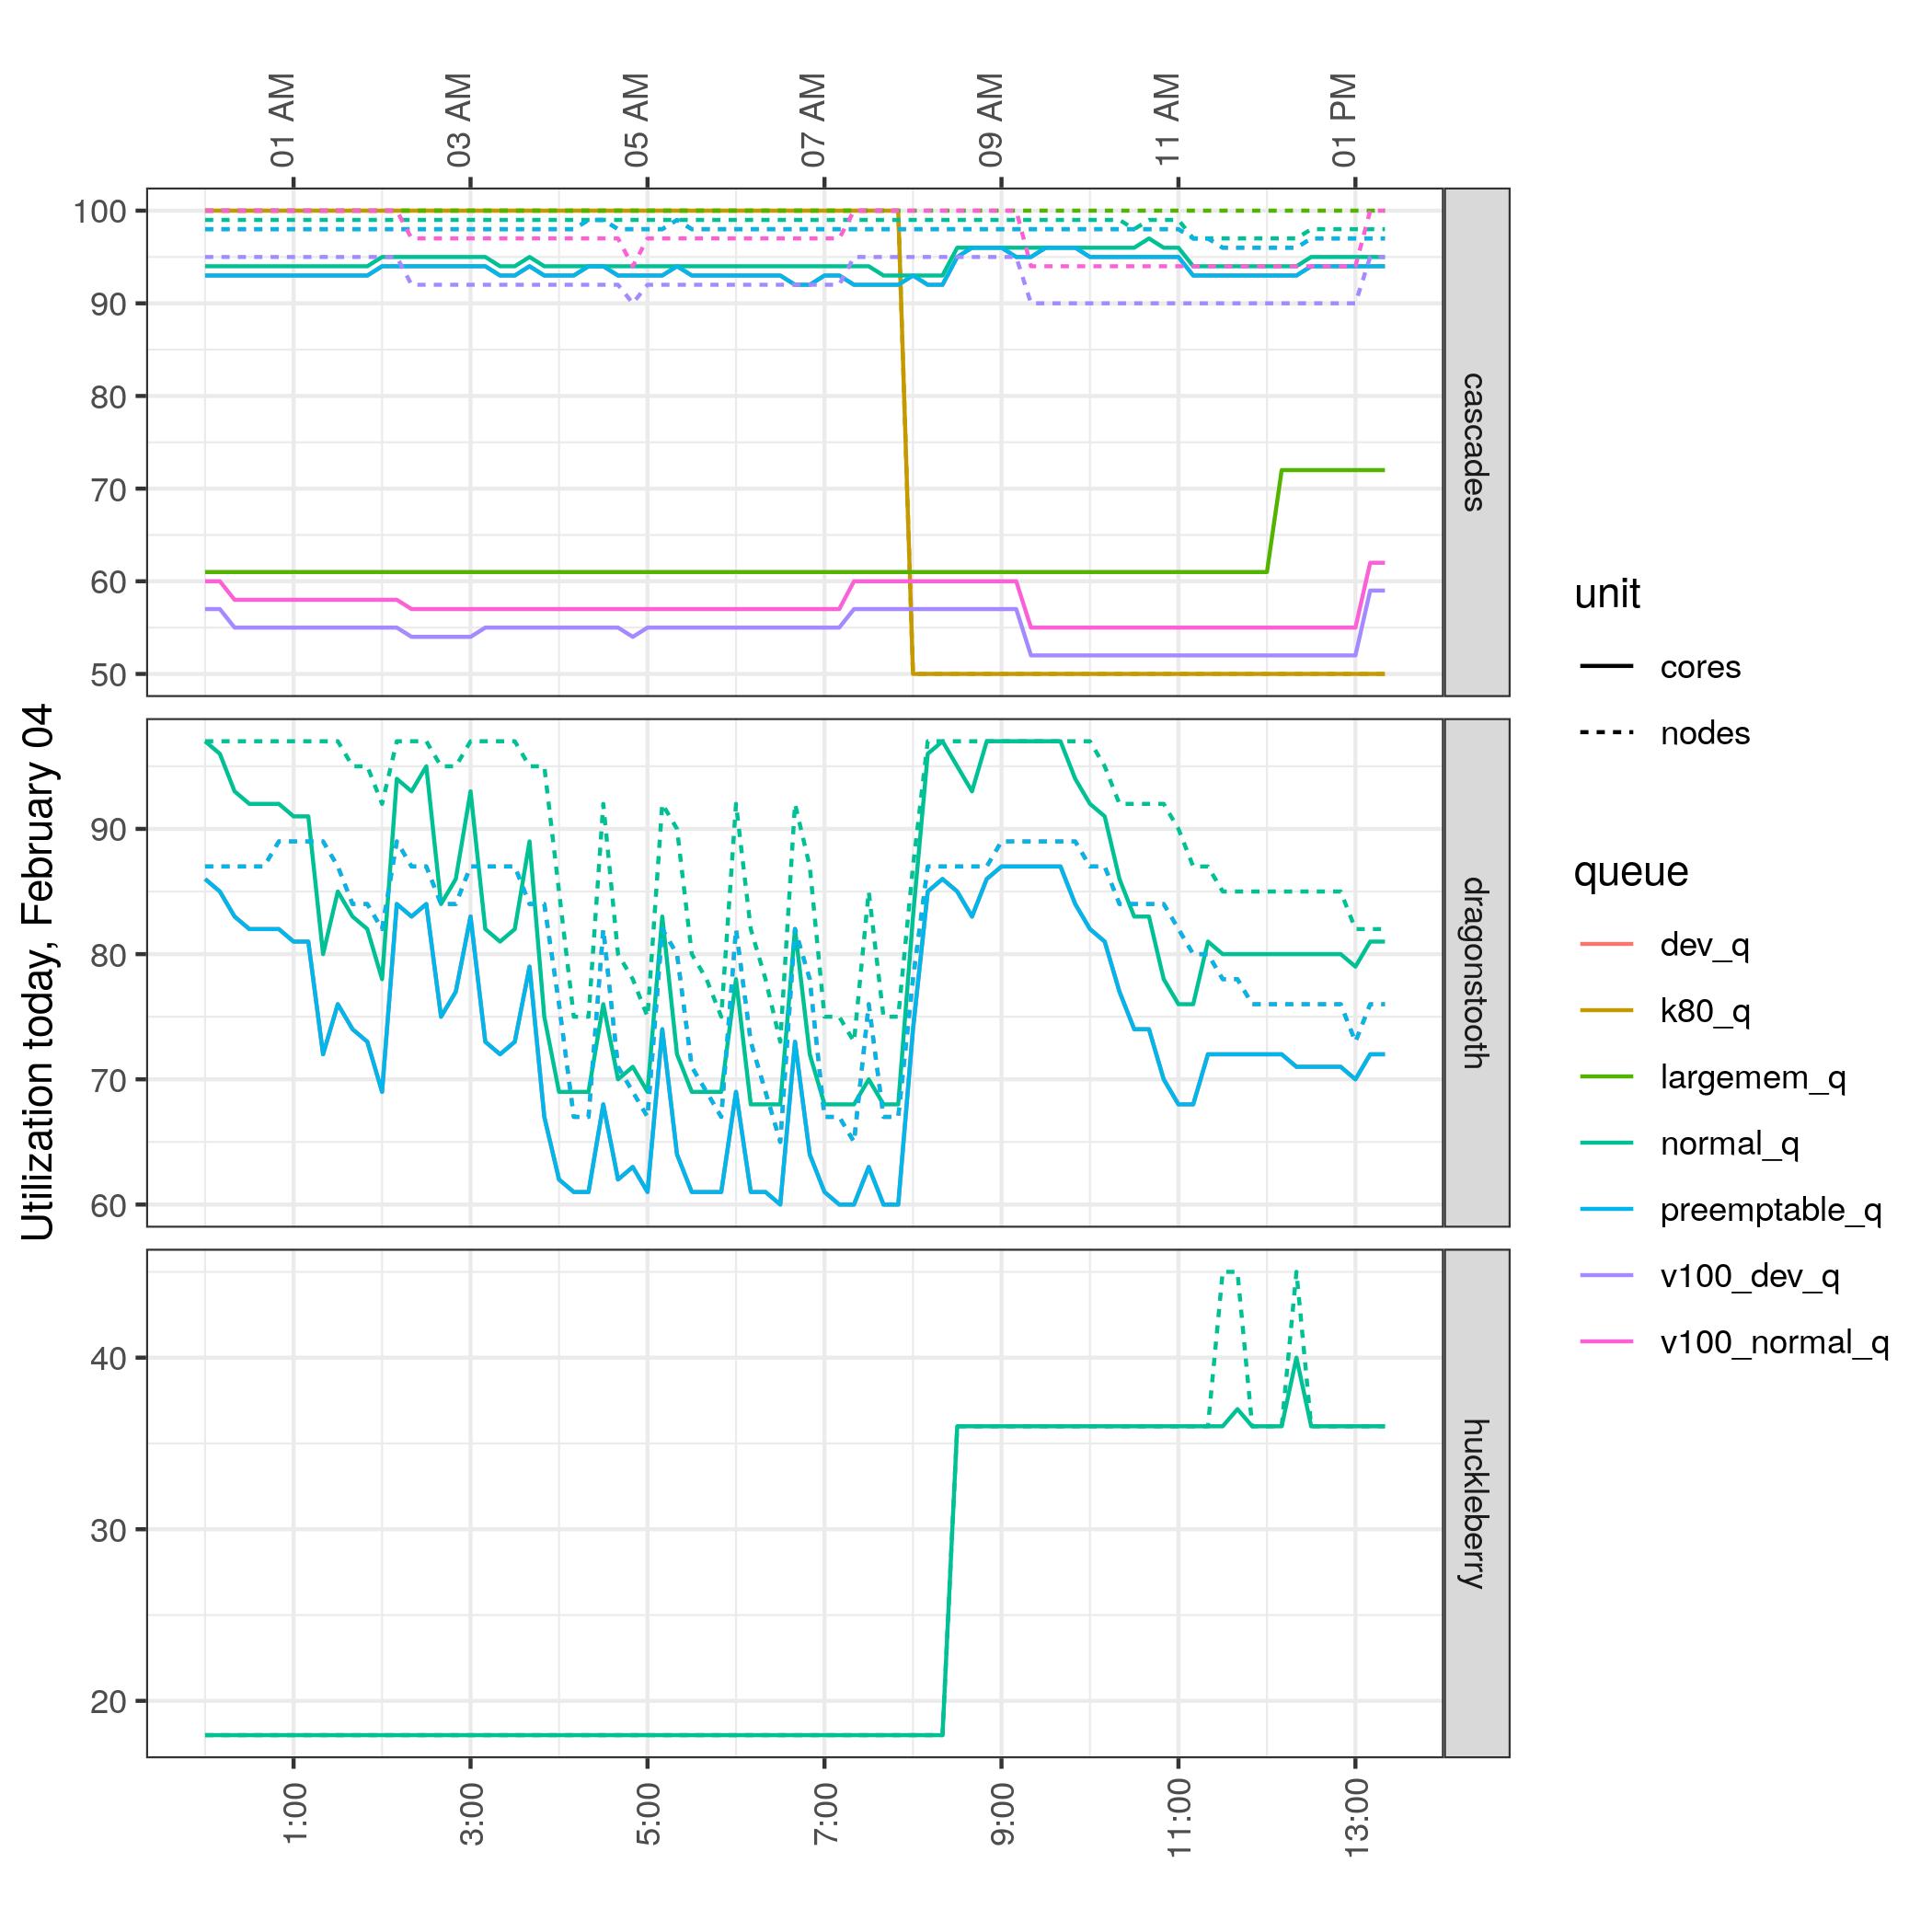 01 AM
03 AM
05 AM
07 AM
09 AM
11 AM
01 PM
Utilization today, February 04
100
90
80
70
60
50
cascades
90
80
70
60
dragonstooth
40
30
20
huckleberry
1:00
3:00
5:00
7:00
9:00
11:00
13:00
unit
cores
nodes
queue
dev_q
k80_q
largemem_q
normal_q
preemptable_q
v100_dev_q
v100_normal_q